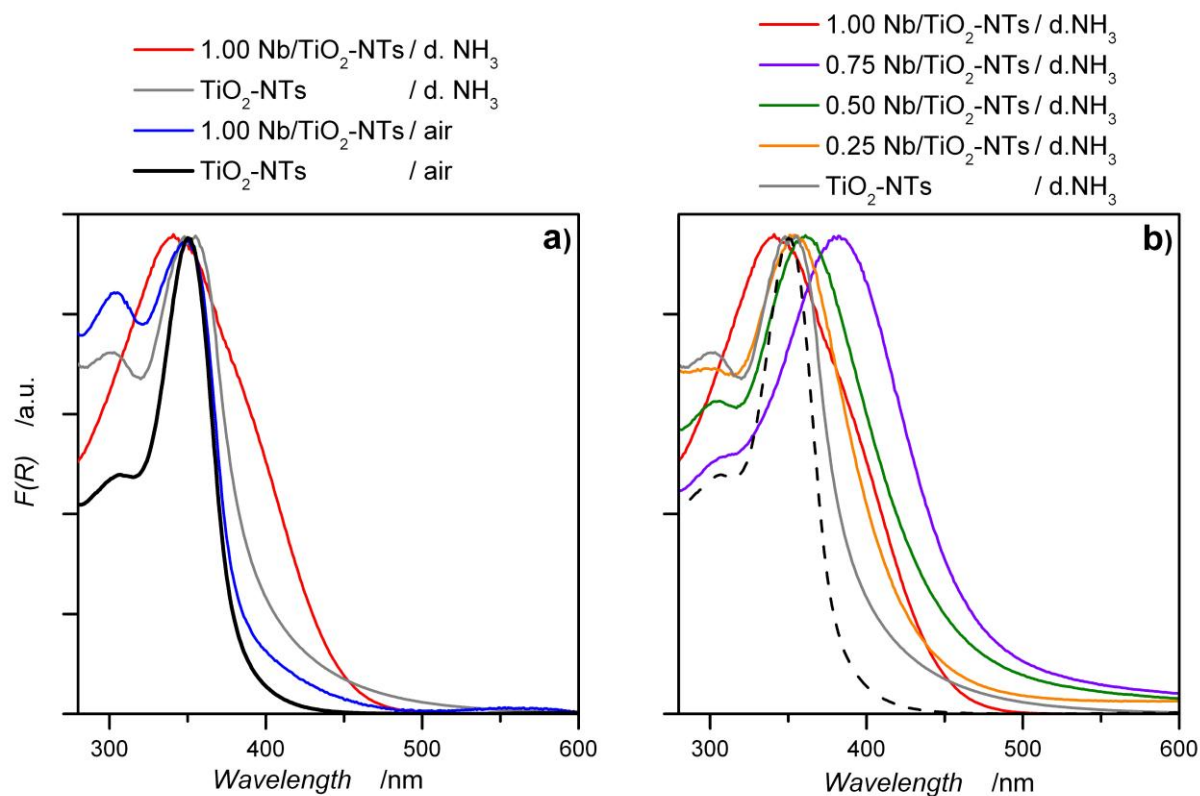 1.00 Nb/TiO₂-NTs / d. NH₃
TiO₂-NTs / d. NH₃
1.00 Nb/TiO₂-NTs / air
TiO₂-NTs / air
a)
F(R) /a.u.
300 400 500 600
Wavelength /nm
1.00 Nb/TiO₂-NTs / d.NH₃
0.75 Nb/TiO₂-NTs / d.NH₃
0.50 Nb/TiO₂-NTs / d.NH₃
0.25 Nb/TiO₂-NTs / d.NH₃
TiO₂-NTs / d.NH₃
b)
300 400 500 600
Wavelength /nm